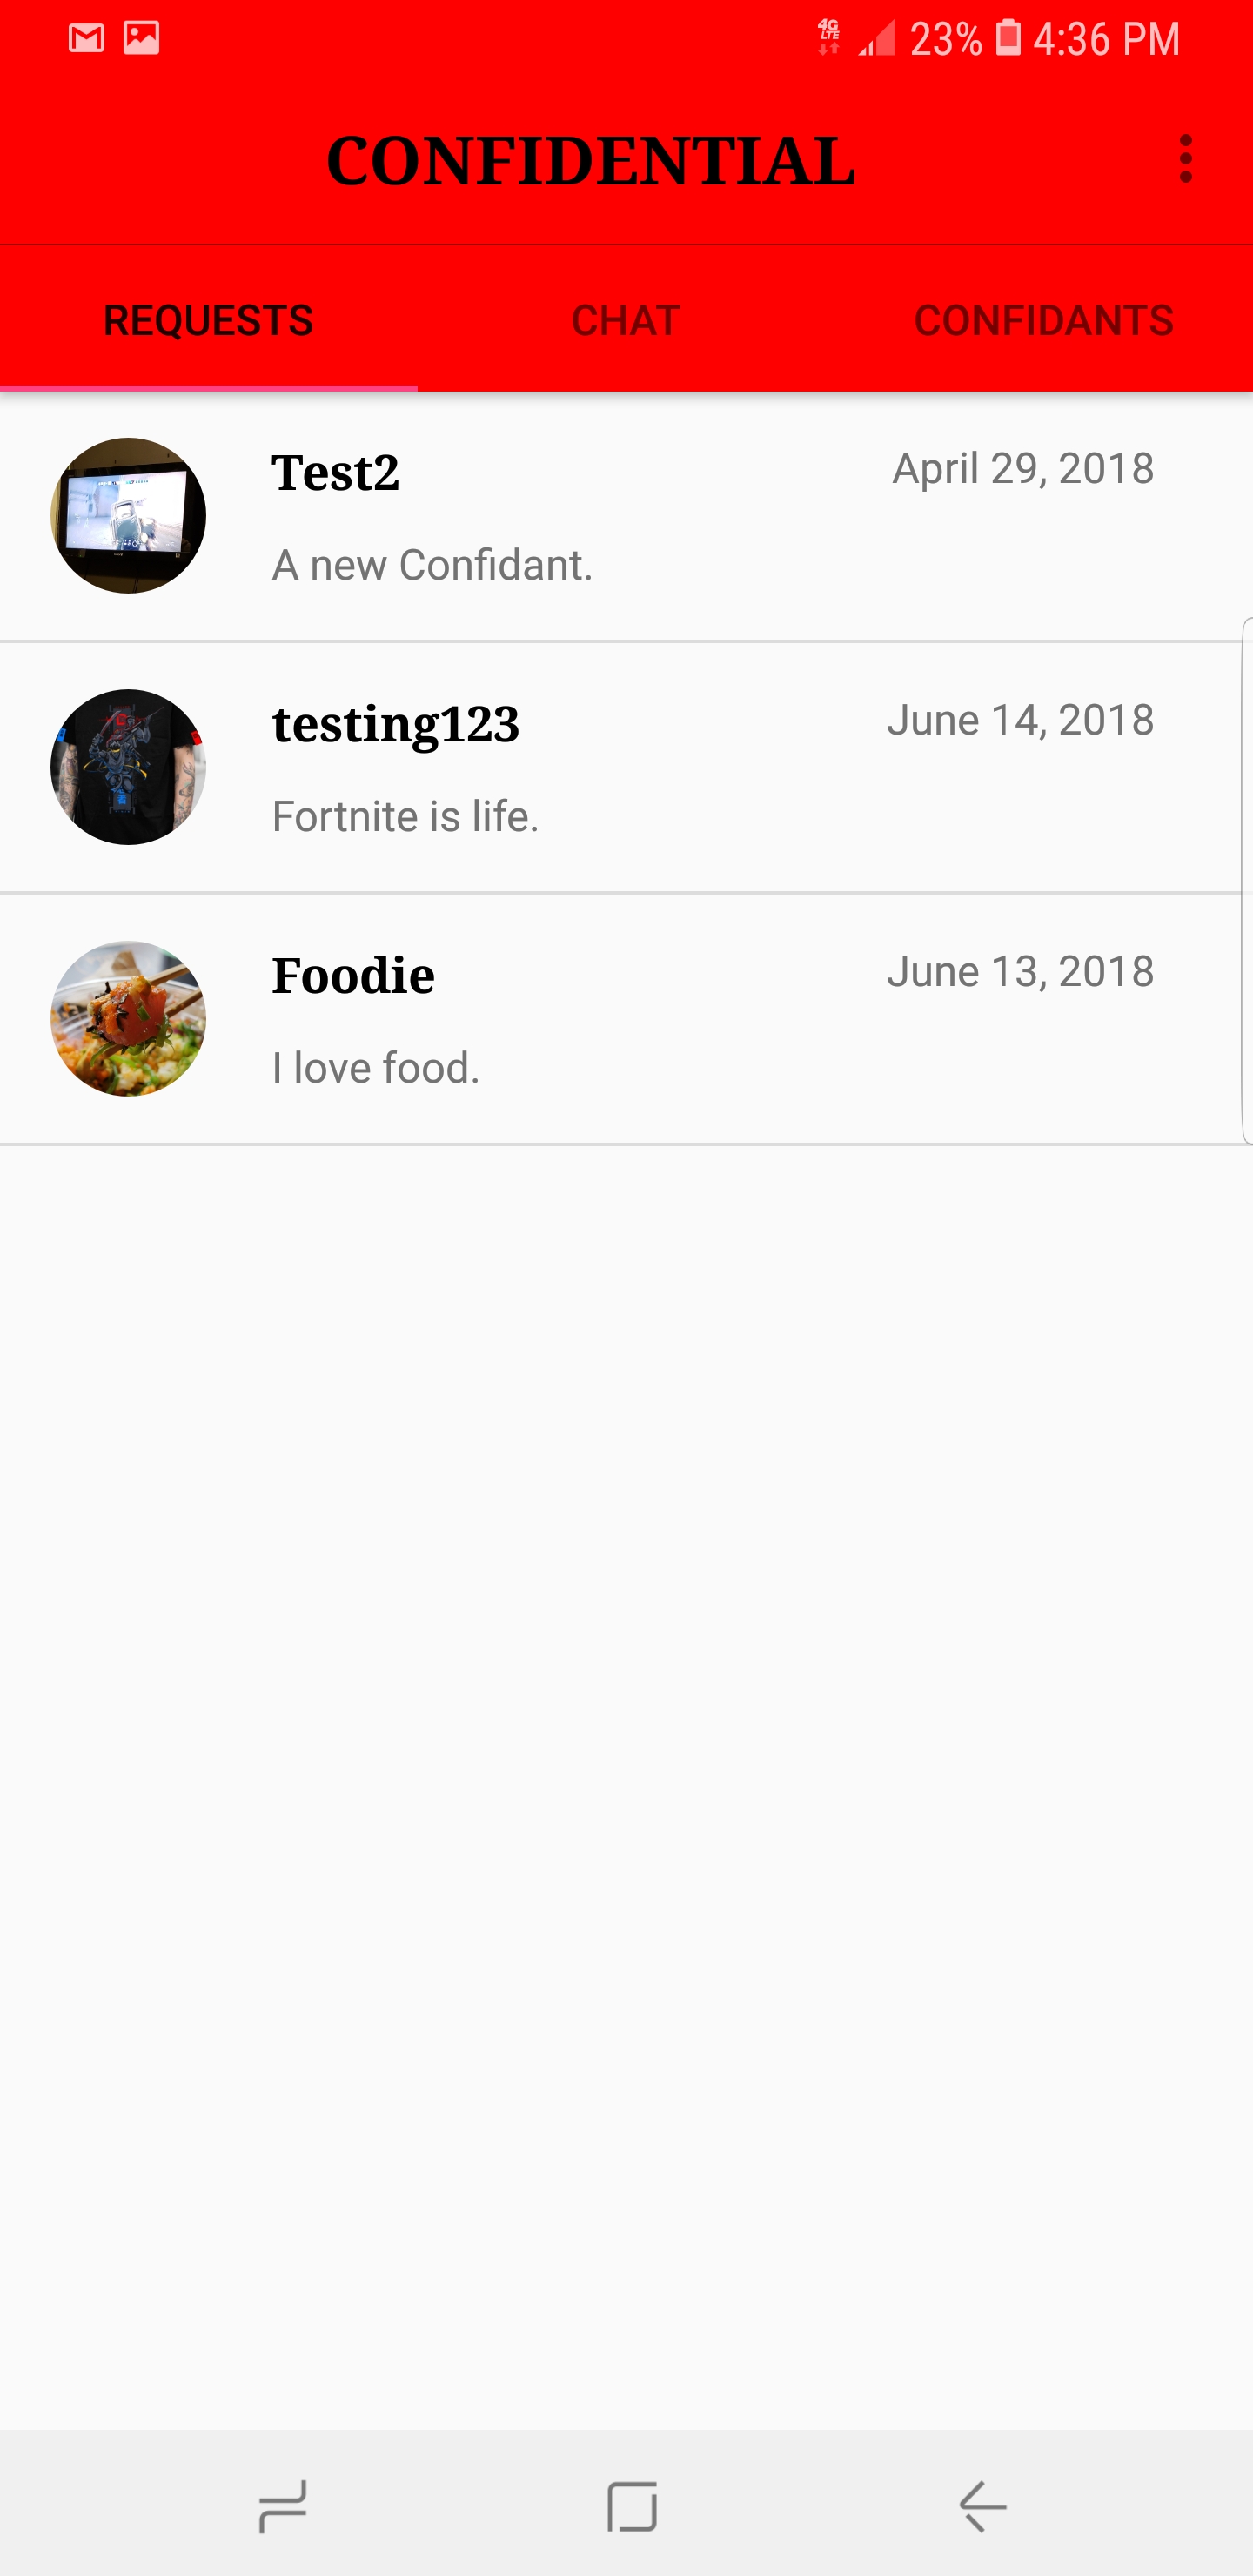 4G LTE 23% 4:36 PM
CONFIDENTIAL
REQUESTS CHAT CONFIDANTS
Test2 April 29, 2018
A new Confidant.
testing123 June 14, 2018
Fortnite is life.
Foodie June 13, 2018
I love food.